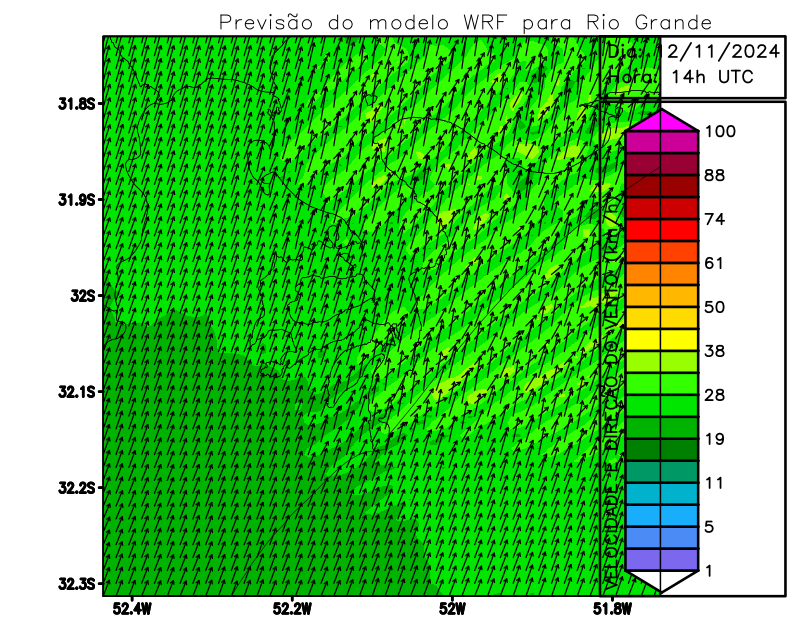 Previsão do modelo WRF para Rio Grande
Dia: 2/11/2024
Hora: 14h UTC
31.8S
31.9S
32S
32.1S
32.2S
32.3S
52.4W
52.2W
52W
51.8W
VELOCIDADE E DIREÇÃO DO VENTO (km/h)
100
88
74
61
50
38
28
19
11
5
1